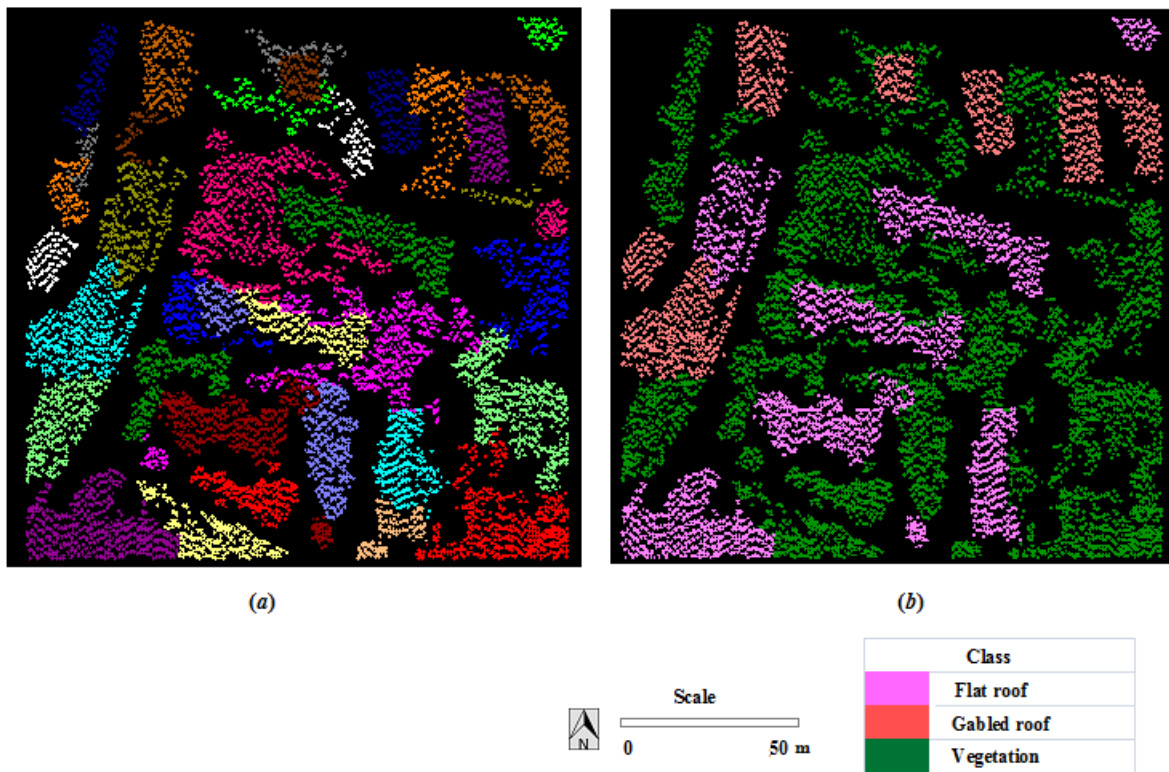 (a)
(b)
Class
Flat roof
Gabled roof
Vegetation
Scale
0 50 m
N